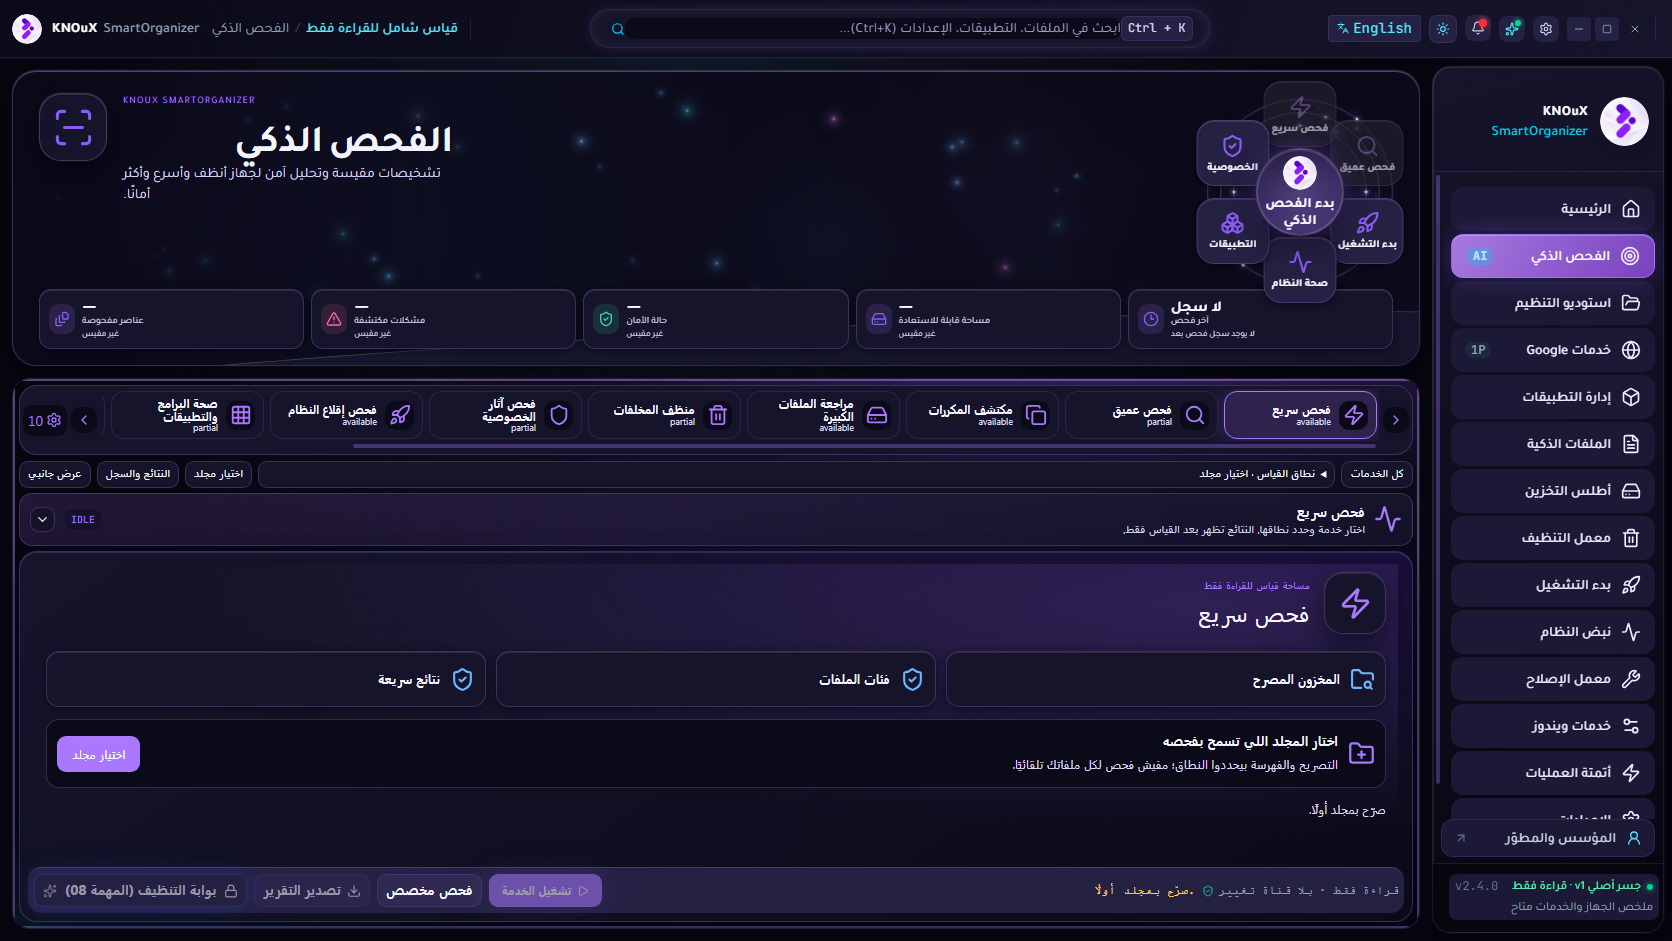 KNOUX SmartOrganizer
الفحص الذكي / قياس شامل للقراءة فقط
ابحث في الملفات، التطبيقات، الإعدادات (Ctrl+K)...
Ctrl + K
English
KNOUX
SmartOrganizer
الرئيسية
الفحص الذكي AI
استوديو التنظيم
خدمات Google 1P
إدارة التطبيقات
الملفات الذكية
أطلس التخزين
معمل التنظيف
بدء التشغيل
نبض النظام
معمل الإصلاح
خدمات ويندوز
أتمتة العمليات
الإعدادات
المؤسس والمطوّر
جسر أصلي v1 · قراءة فقط v2.4.0
ملخص الجهاز والخدمات متاح
KNOUX SMARTORGANIZER
الفحص الذكي
تشخيصات مقيسة وتحليل آمن لجهاز أنظف وأسرع وأكثر
أمانًا.
فحص سريع
فحص عميق
الخصوصية
بدء الفحص
الذكي
بدء التشغيل
التطبيقات
صحة النظام
لا سجل
آخر فحص
لا يوجد سجل فحص بعد
—
مساحة قابلة للاستعادة
غير مقيس
—
حالة الأمان
غير مقيس
—
مشكلات مكتشفة
غير مقيس
—
عناصر مفحوصة
غير مقيس
فحص سريع
available
فحص عميق
partial
مكتشف المكررات
available
مراجعة الملفات
الكبيرة
available
منظف المخلفات
partial
فحص آثار
الخصوصية
partial
فحص إقلاع النظام
available
صحة البرامج
والتطبيقات
partial
10
كل الخدمات
◂ نطاق القياس · اختيار مجلد
اختيار مجلد
النتائج والسجل
عرض جانبي
فحص سريع
اختار خدمة وحدد نطاقها. النتائج تظهر بعد القياس فقط.
IDLE
مساحة قياس للقراءة فقط
فحص سريع
المخزون المصرح
فئات الملفات
نتائج سريعة
اختار المجلد اللي تسمح بفحصه
التصريح والفهرسة بيحددوا النطاق؛ مفيش فحص لكل ملفاتك تلقائيًا.
اختيار مجلد
صرّح بمجلد أولًا.
قراءة فقط · بلا قناة تغيير
صرّح بمجلد أولًا.
تشغيل الخدمة
فحص مخصص
تصدير التقرير
بوابة التنظيف (المهمة 08)